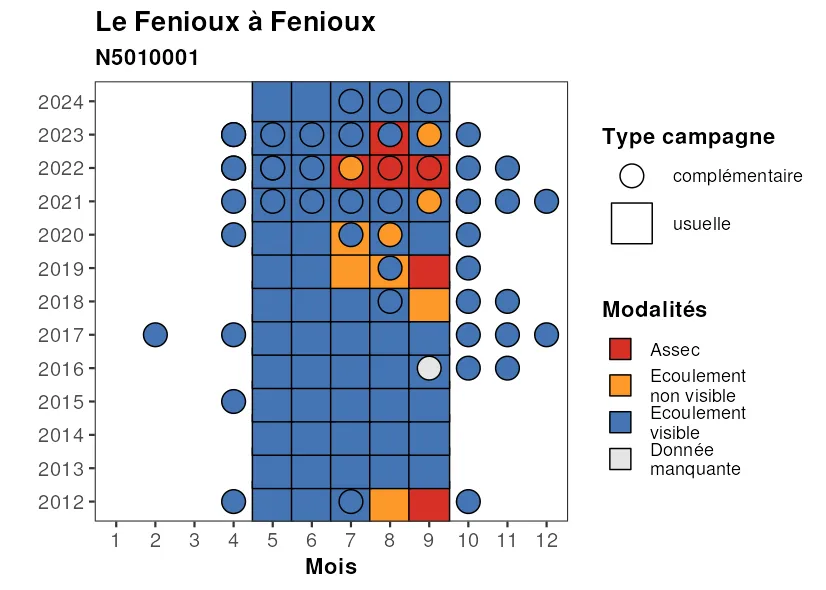 Le Fenioux à Fenioux
N5010001
2024
2023
2022
2021
2020
2019
2018
2017
2016
2015
2014
2013
2012
1 2 3 4 5 6 7 8 9 10 11 12
Mois
Type campagne
complémentaire
usuelle
Modalités
Assec
Ecoulement
non visible
Ecoulement
visible
Donnée
manquante